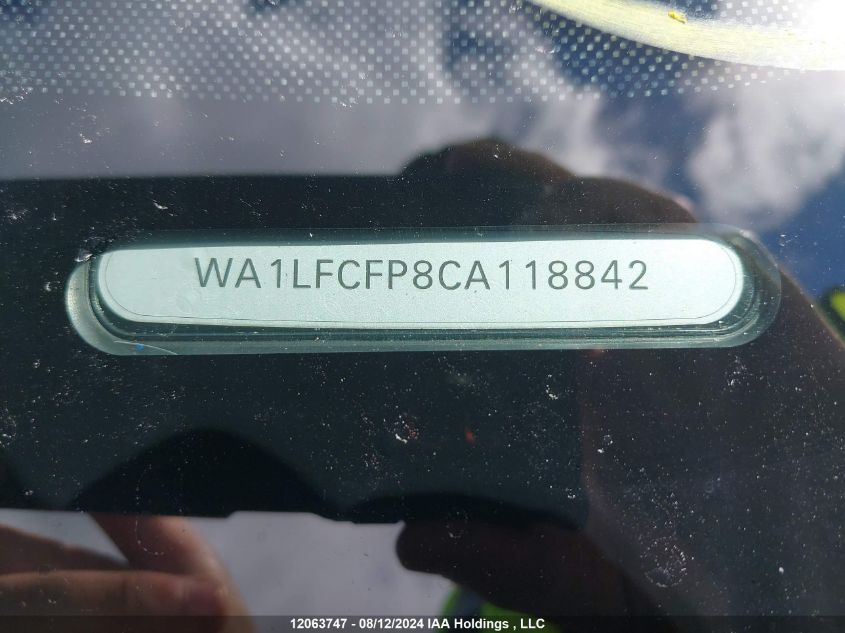 WA1LFCFP8CA118842
12063747 - 08/12/2024 IAA Holdings , LLC